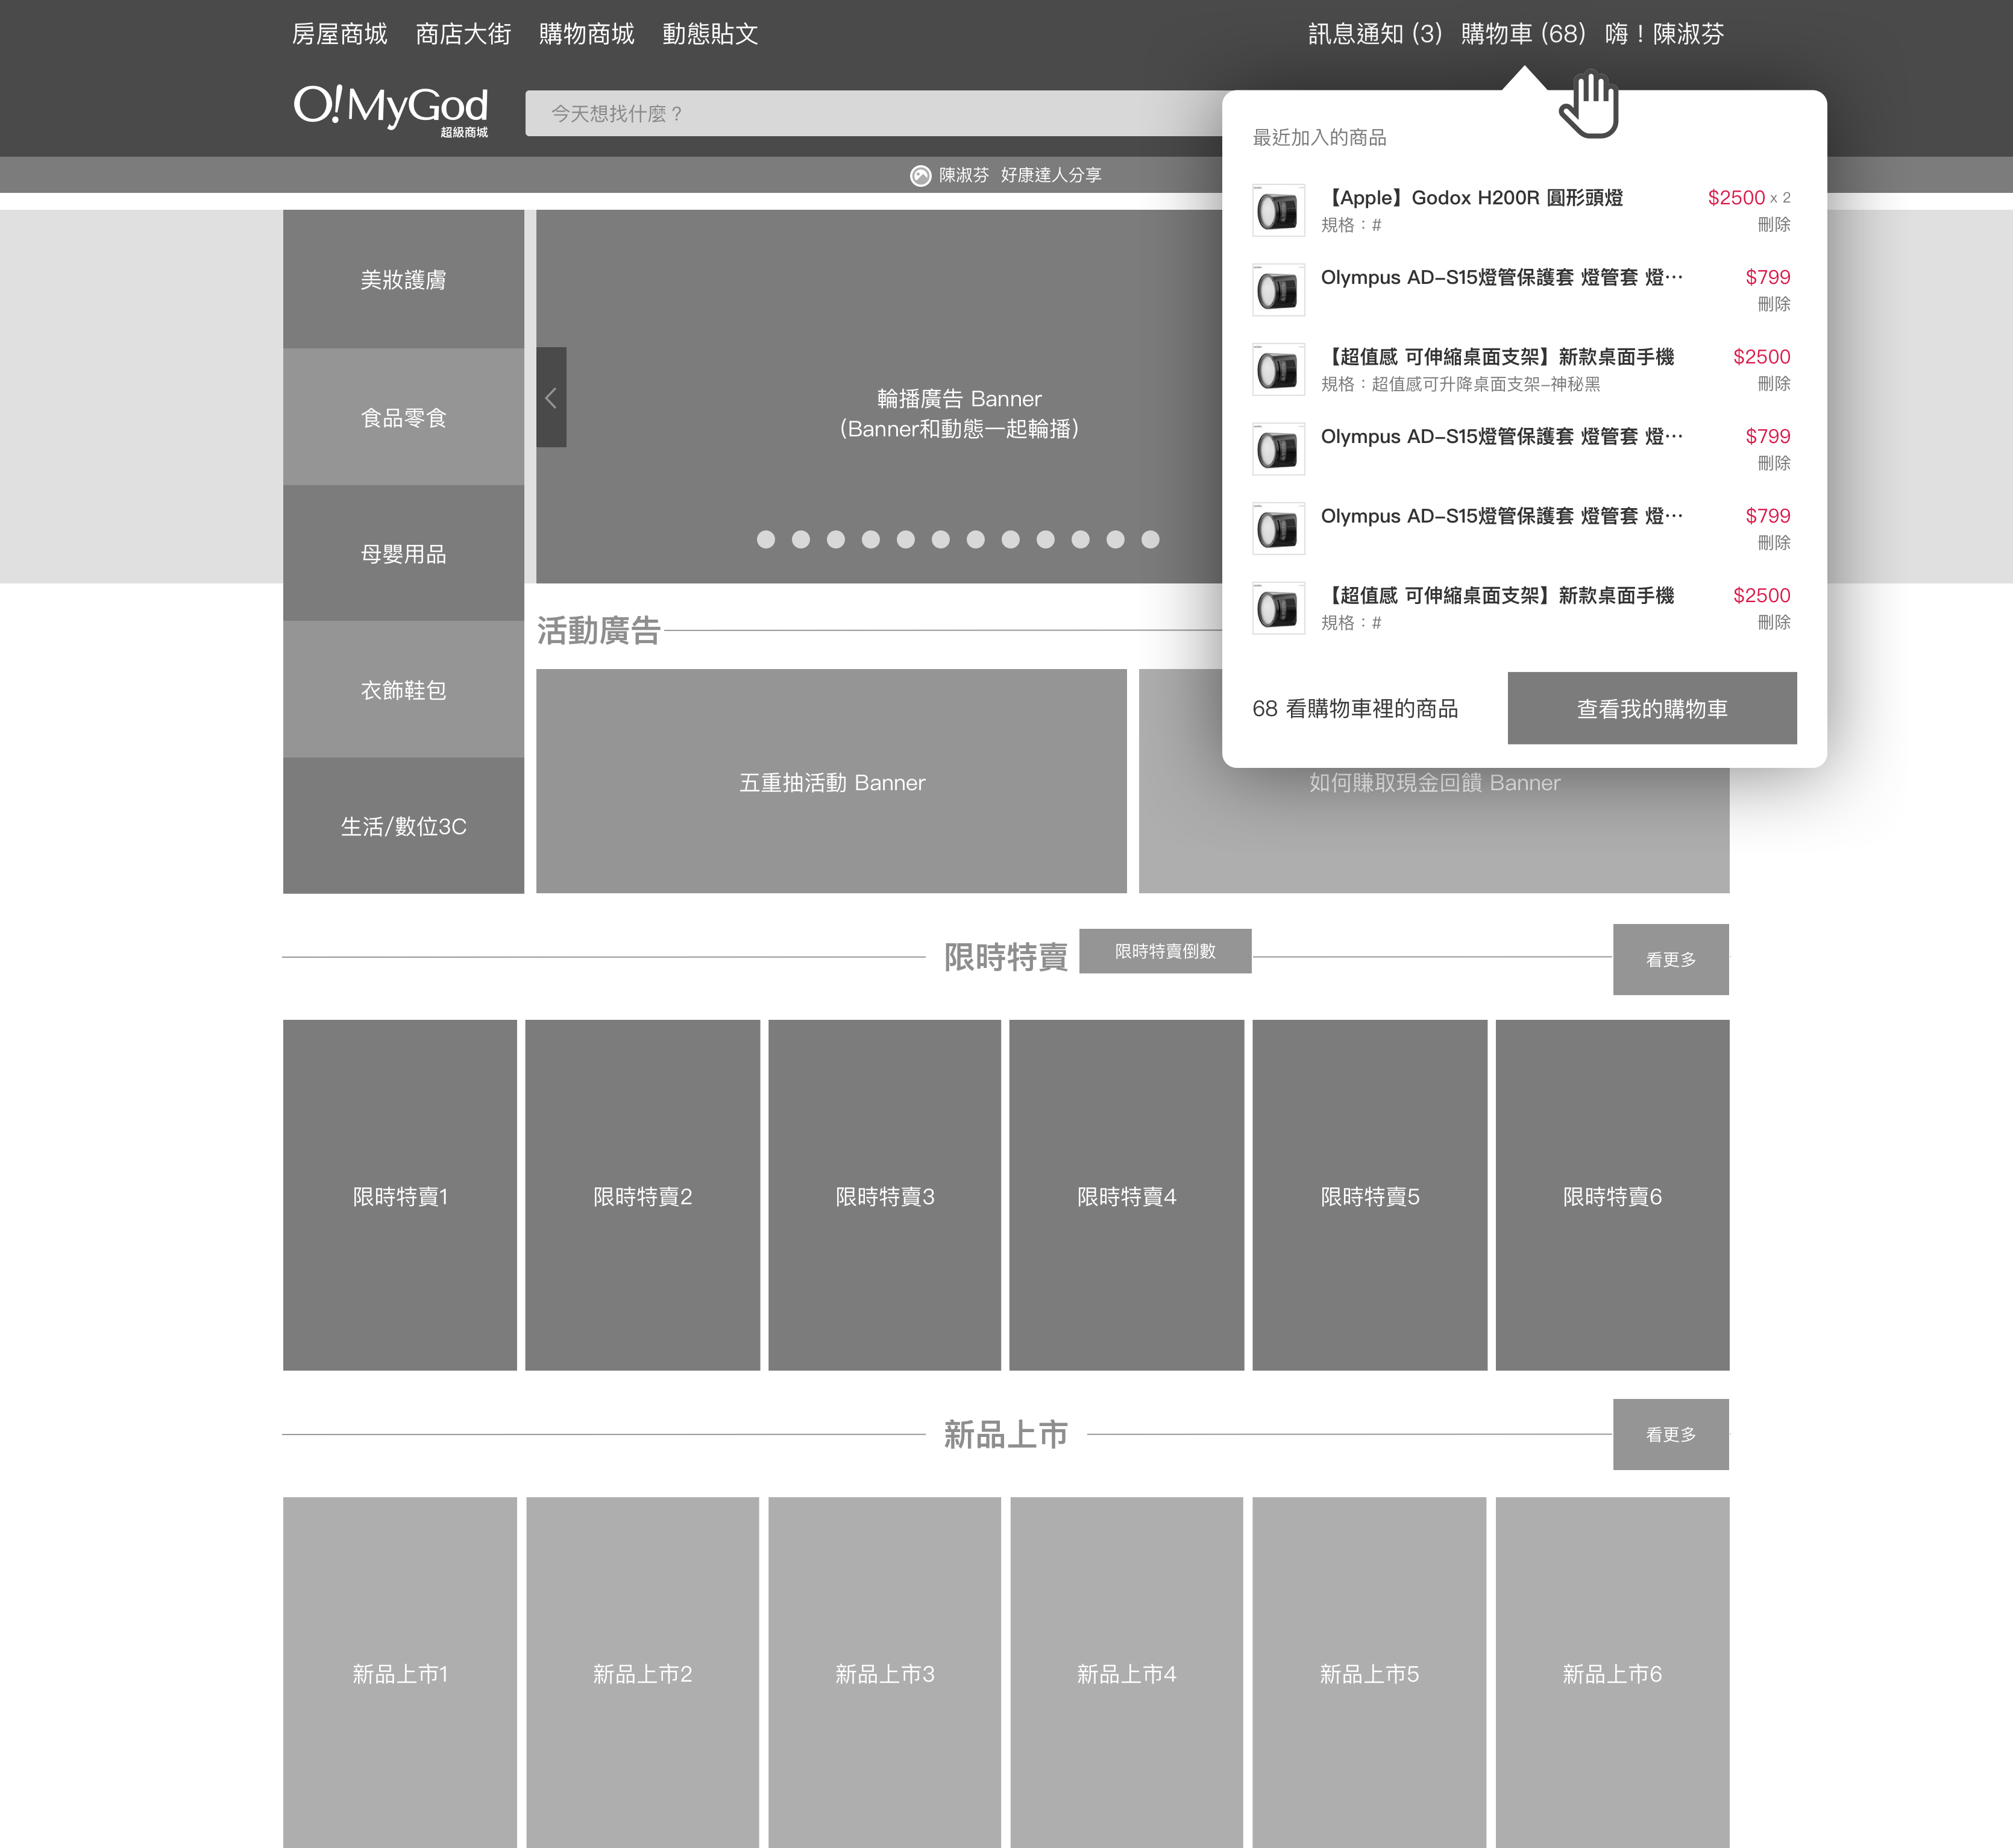 房屋商城 商店大街 購物商城 動態貼文 訊息通知 (3) 購物車 (68) 嗨！陳淑芬
O!MyGod
超級商城
今天想找什麼？
陳淑芬 好康達人分享
最近加入的商品
【Apple】Godox H200R 圓形頭燈 $2500 x 2
規格：# 刪除
Olympus AD-S15燈管保護套 燈管套 燈… $799
刪除
【超值感 可伸縮桌面支架】新款桌面手機 $2500
規格：超值感可升降桌面支架-神秘黑 刪除
Olympus AD-S15燈管保護套 燈管套 燈… $799
刪除
Olympus AD-S15燈管保護套 燈管套 燈… $799
刪除
【超值感 可伸縮桌面支架】新款桌面手機 $2500
規格：# 刪除
68 看購物車裡的商品 查看我的購物車
美妝護膚
食品零食
母嬰用品
衣飾鞋包
生活/數位3C
輪播廣告 Banner
(Banner和動態一起輪播)
活動廣告
五重抽活動 Banner
如何賺取現金回饋 Banner
限時特賣 限時特賣倒數 看更多
限時特賣1 限時特賣2 限時特賣3 限時特賣4 限時特賣5 限時特賣6
新品上市 看更多
新品上市1 新品上市2 新品上市3 新品上市4 新品上市5 新品上市6